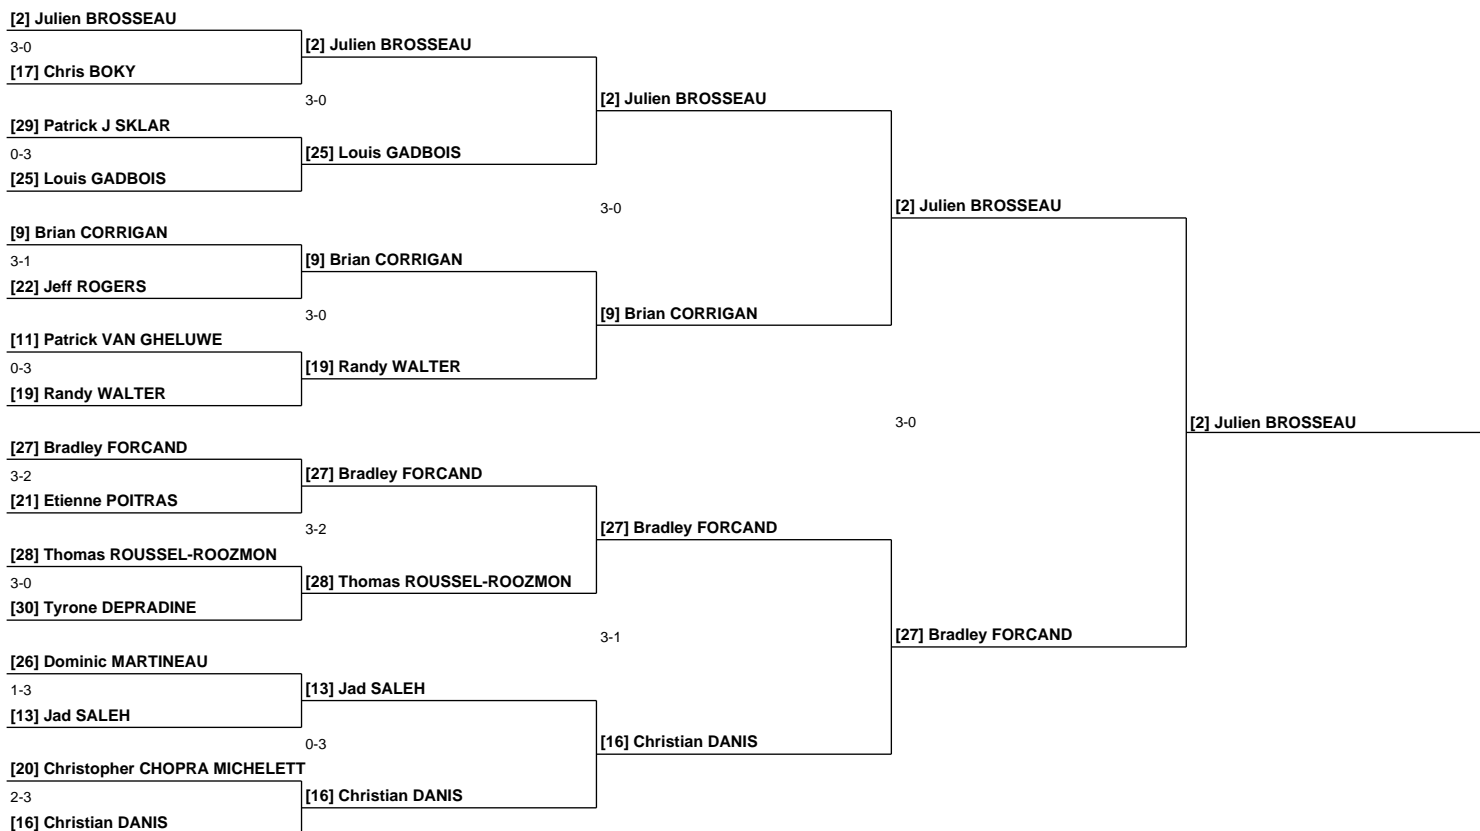 [2] Julien BROSSEAU
3-0
[17] Chris BOKY
[29] Patrick J SKLAR
0-3
[25] Louis GADBOIS
[9] Brian CORRIGAN
3-1
[22] Jeff ROGERS
[11] Patrick VAN GHELUWE
0-3
[19] Randy WALTER
[27] Bradley FORCAND
3-2
[21] Etienne POITRAS
[28] Thomas ROUSSEL-ROOZMON
3-0
[30] Tyrone DEPRADINE
[26] Dominic MARTINEAU
1-3
[13] Jad SALEH
[20] Christopher CHOPRA MICHELETT
2-3
[16] Christian DANIS
[2] Julien BROSSEAU
3-0
[25] Louis GADBOIS
[9] Brian CORRIGAN
3-0
[19] Randy WALTER
[27] Bradley FORCAND
3-2
[28] Thomas ROUSSEL-ROOZMON
[13] Jad SALEH
0-3
[16] Christian DANIS
[2] Julien BROSSEAU
3-0
[9] Brian CORRIGAN
[27] Bradley FORCAND
3-1
[16] Christian DANIS
[2] Julien BROSSEAU
3-0
[27] Bradley FORCAND
[2] Julien BROSSEAU